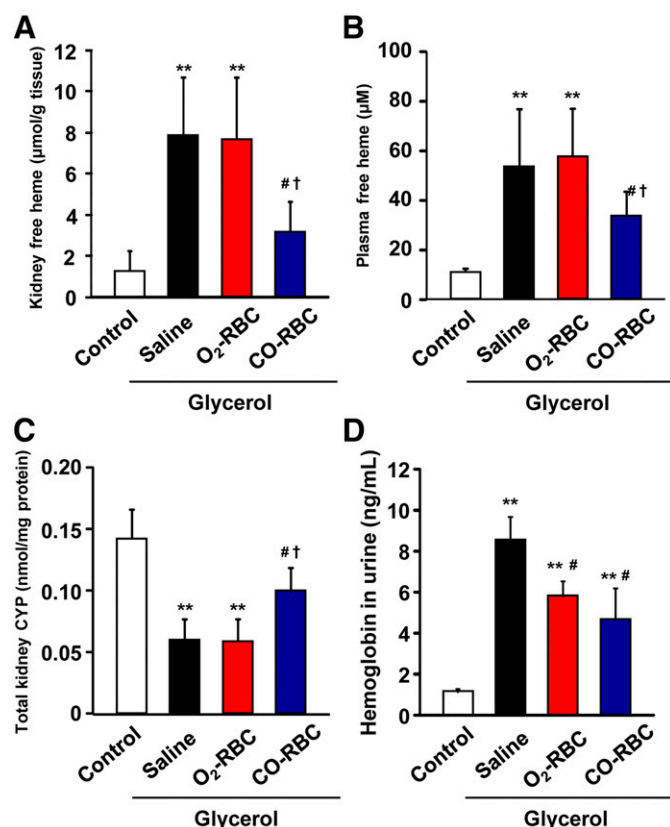 A
Kidney free heme (μmol/g tissue)
12
10
8
6
4
2
0
**
**
#†
Control
Saline
O₂-RBC
CO-RBC
Glycerol
B
Plasma free heme (μM)
100
80
60
40
20
0
**
**
#†
Control
Saline
O₂-RBC
CO-RBC
Glycerol
C
Total kidney CYP (nmol/mg protein)
0.20
0.15
0.10
0.05
0
**
**
#†
Control
Saline
O₂-RBC
CO-RBC
Glycerol
D
Hemoglobin in urine (ng/mL)
12
10
8
6
4
2
0
**
** #
** #
Control
Saline
O₂-RBC
CO-RBC
Glycerol